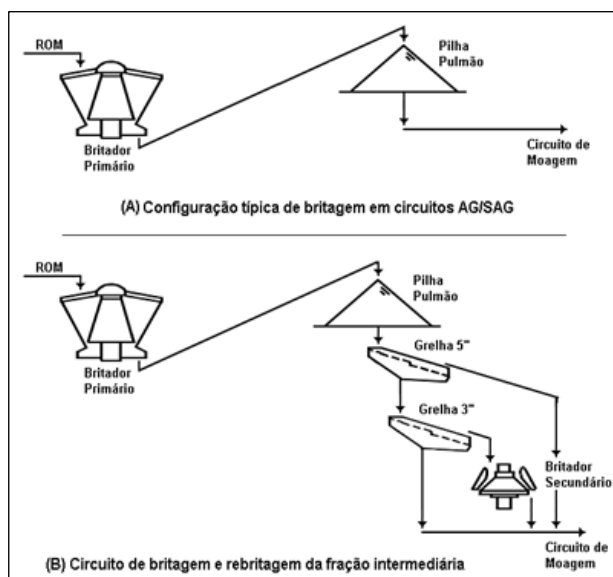 ROM
Britador
Primário
Pilha
Pulmão
Circuito de
Moagem
(A) Configuração típica de britagem em circuitos AG/SAG
ROM
Britador
Primário
Pilha
Pulmão
Grelha 5"
Grelha 3"
Britador
Secundário
Circuito de
Moagem
(B) Circuito de britagem e rebritagem da fração intermediária